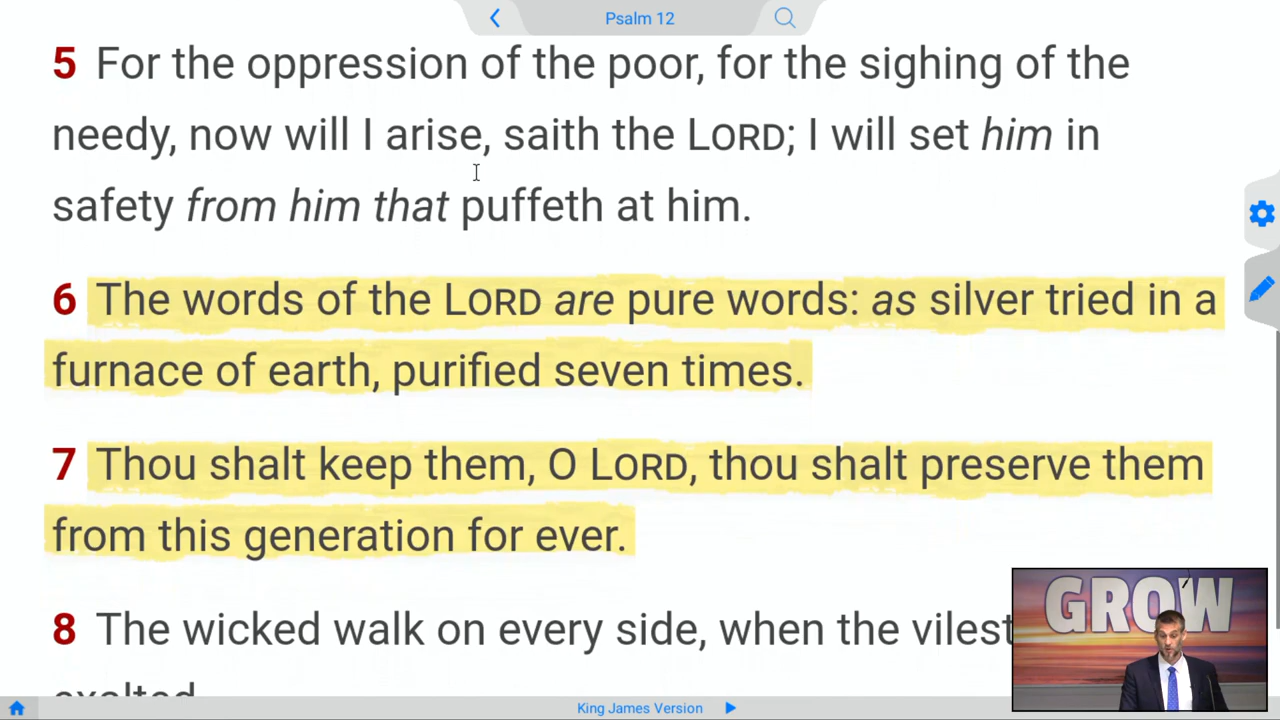 Psalm 12
5 For the oppression of the poor, for the sighing of the
needy, now will I arise, saith the LORD; I will set him in
safety from him that puffeth at him.
6 The words of the LORD are pure words: as silver tried in a
furnace of earth, purified seven times.
7 Thou shalt keep them, O LORD, thou shalt preserve them
from this generation for ever.
8 The wicked walk on every side, when the vilest
exalted.
GROW
King James Version